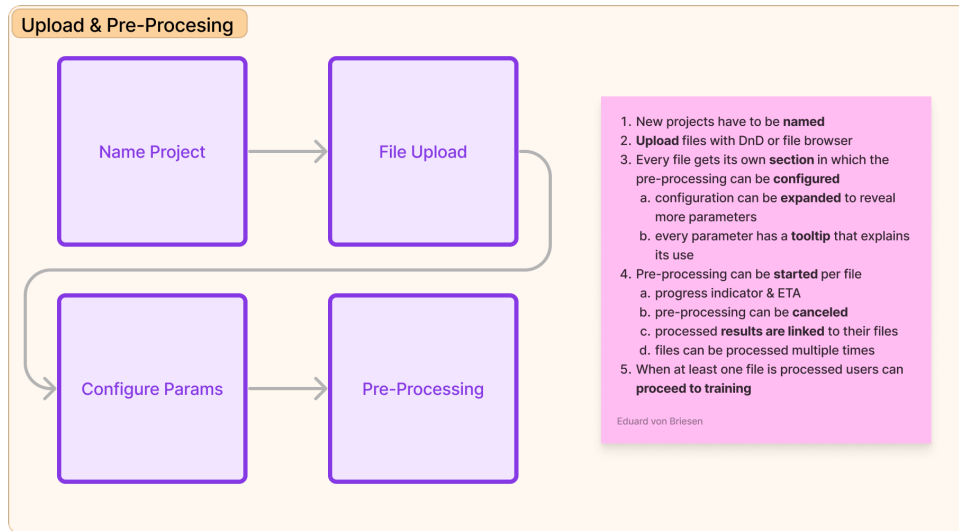 Upload & Pre-Procesing
Name Project
File Upload
Configure Params
Pre-Processing
1. New projects have to be named
2. Upload files with DnD or file browser
3. Every file gets its own section in which the
pre-processing can be configured
a. configuration can be expanded to reveal
more parameters
b. every parameter has a tooltip that explains
its use
4. Pre-processing can be started per file
a. progress indicator & ETA
b. pre-processing can be canceled
c. processed results are linked to their files
d. files can be processed multiple times
5. When at least one file is processed users can
proceed to training
Eduard von Briesen